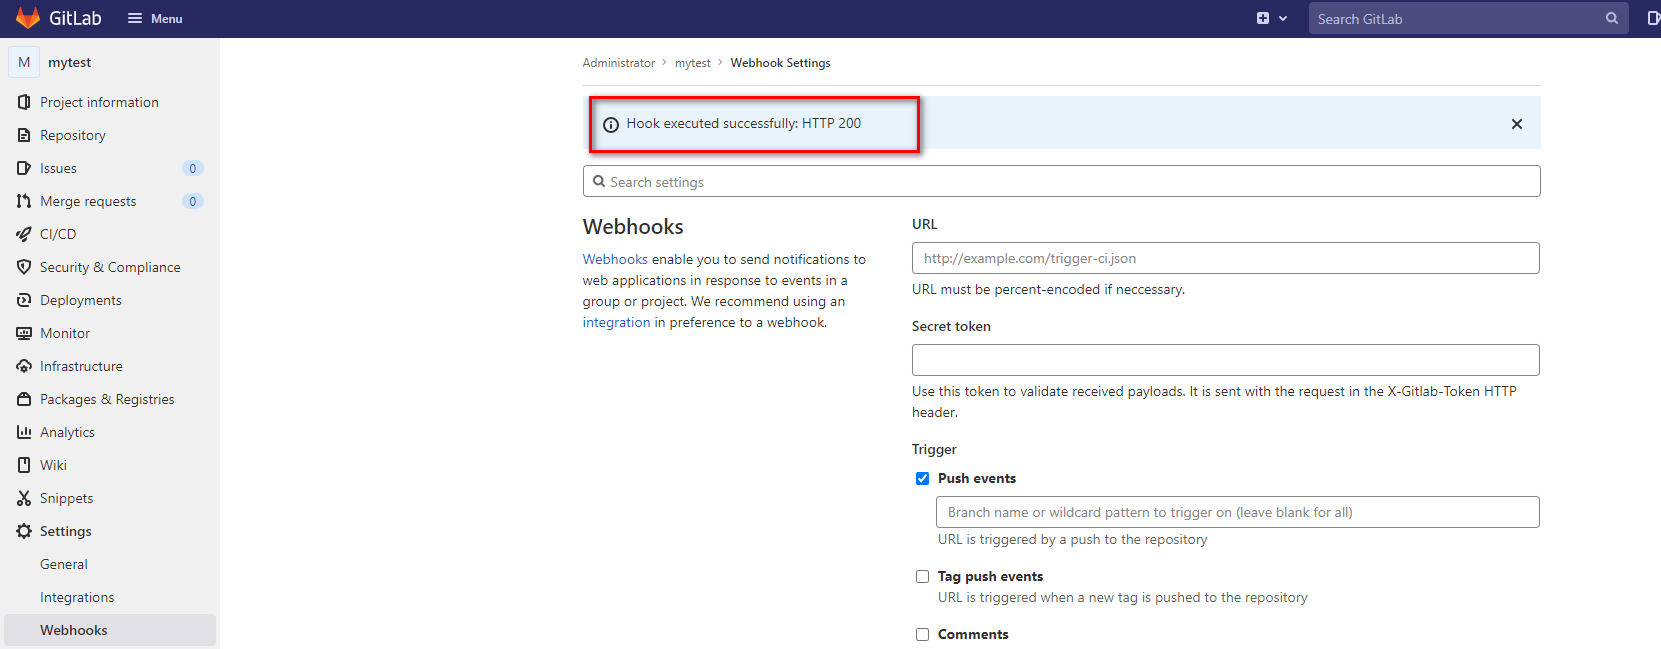 GitLab
Menu
Search GitLab
M mytest
Project information
Repository
Issues 0
Merge requests 0
CI/CD
Security & Compliance
Deployments
Monitor
Infrastructure
Packages & Registries
Analytics
Wiki
Snippets
Settings
General
Integrations
Webhooks
Administrator > mytest > Webhook Settings
Hook executed successfully: HTTP 200
Search settings
Webhooks
Webhooks enable you to send notifications to
web applications in response to events in a
group or project. We recommend using an
integration in preference to a webhook.
URL
http://example.com/trigger-ci.json
URL must be percent-encoded if neccessary.
Secret token
Use this token to validate received payloads. It is sent with the request in the X-Gitlab-Token HTTP
header.
Trigger
Push events
Branch name or wildcard pattern to trigger on (leave blank for all)
URL is triggered by a push to the repository
Tag push events
URL is triggered when a new tag is pushed to the repository
Comments